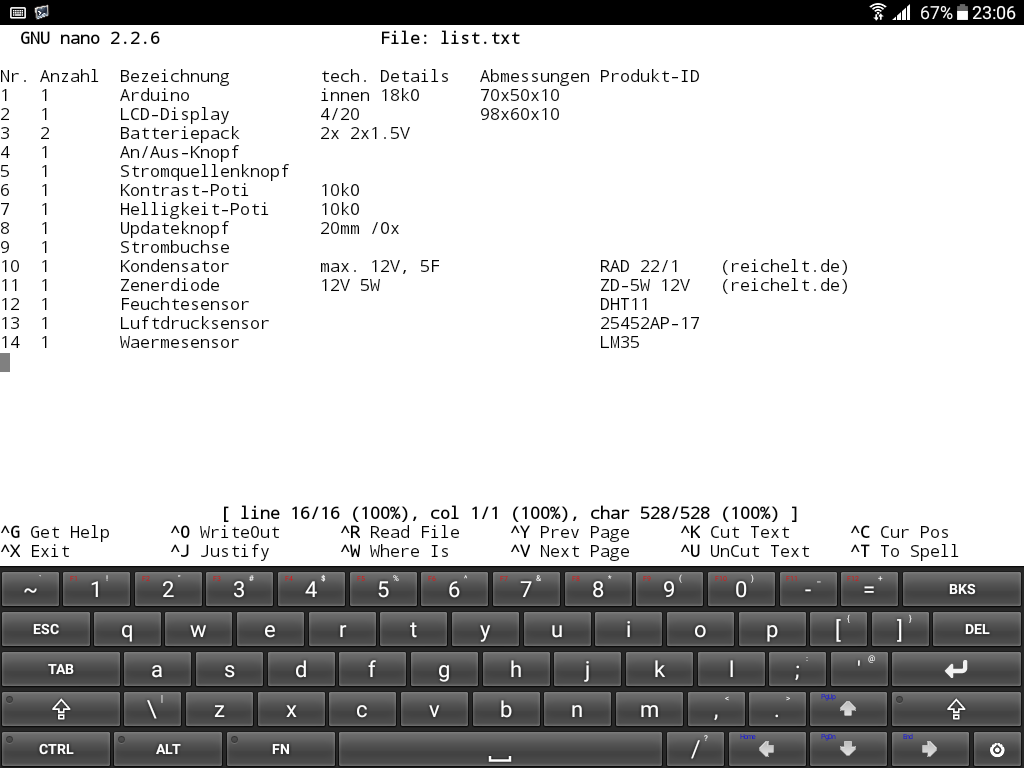 67% 23:06
GNU nano 2.2.6 File: list.txt
Nr. Anzahl Bezeichnung tech. Details Abmessungen Produkt-ID
1 1 Arduino innen 18k0 70x50x10
2 1 LCD-Display 4/20 98x60x10
3 2 Batteriepack 2x 2x1.5V
4 1 An/Aus-Knopf
5 1 Stromquellenknopf
6 1 Kontrast-Poti 10k0
7 1 Helligkeit-Poti 10k0
8 1 Updateknopf 20mm /0x
9 1 Strombuchse
10 1 Kondensator max. 12V, 5F RAD 22/1 (reichelt.de)
11 1 Zenerdiode 12V 5W ZD-5W 12V (reichelt.de)
12 1 Feuchtesensor DHT11
13 1 Luftdrucksensor 25452AP-17
14 1 Waermesensor LM35
[ line 16/16 (100%), col 1/1 (100%), char 528/528 (100%) ]
^G Get Help ^O WriteOut ^R Read File ^Y Prev Page ^K Cut Text ^C Cur Pos
^X Exit ^J Justify ^W Where Is ^V Next Page ^U UnCut Text ^T To Spell
~ 1 ! 2 " 3 # 4 $ 5 % 6 ^ 7 & 8 * 9 ( 0 ) - _ = + BKS
ESC q w e r t y u i o p [ { ] } DEL
TAB a s d f g h j k l ; : ' @
\ | z x c v b n m , < . > PgUp
CTRL ALT FN / ? Home PgDn End